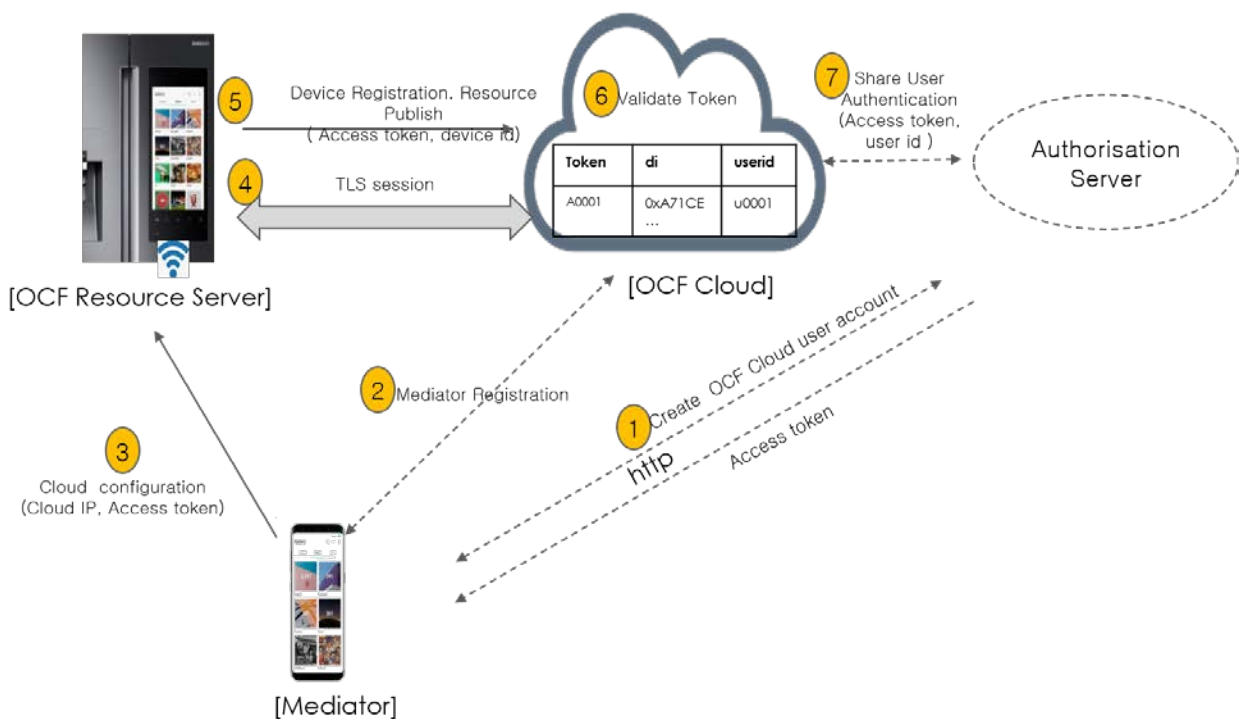 5
Device Registration. Resource
Publish
( Access token, device id)
4
TLS session
[OCF Resource Server]
6
Validate Token
Token di userid
A0001 0xA71CE u0001
...
[OCF Cloud]
7
Share User
Authentication
(Access token,
user id )
Authorisation
Server
2
Mediator Registration
1
Create OCF Cloud user account
http
Access token
3
Cloud configuration
(Cloud IP, Access token)
[Mediator]